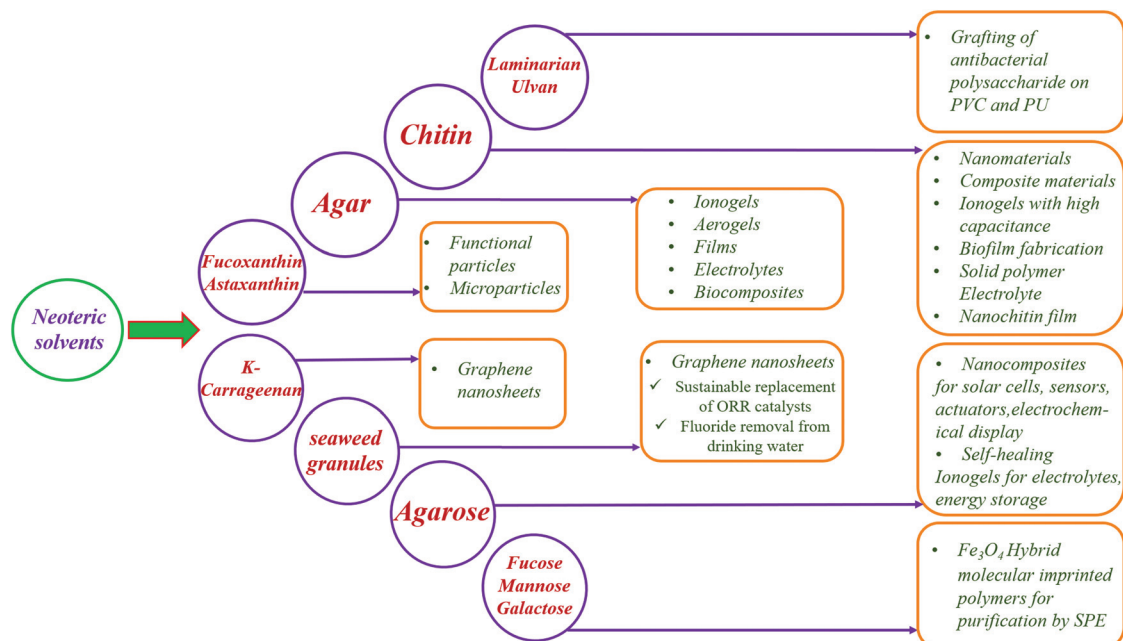 Neoteric
solvents
Laminarian
Ulvan
Grafting of
antibacterial
polysaccharide on
PVC and PU
Chitin
• Nanomaterials
• Composite materials
• Ionogels with high
capacitance
• Biofilm fabrication
• Solid polymer
Electrolyte
• Nanochitin film
Agar
• Ionogels
• Aerogels
• Films
• Electrolytes
• Biocomposites
Fucoxanthin
Astaxanthin
• Functional
particles
• Microparticles
K-
Carrageenan
• Graphene
nanosheets
seaweed
granules
• Graphene nanosheets
✓ Sustainable replacement
of ORR catalysts
✓ Fluoride removal from
drinking water
Agarose
• Nanocomposites
for solar cells, sensors,
actuators,electrochem-
ical display
• Self-healing
Ionogels for electrolytes,
energy storage
Fucose
Mannose
Galactose
• Fe₃O₄ Hybrid
molecular imprinted
polymers for
purification by SPE